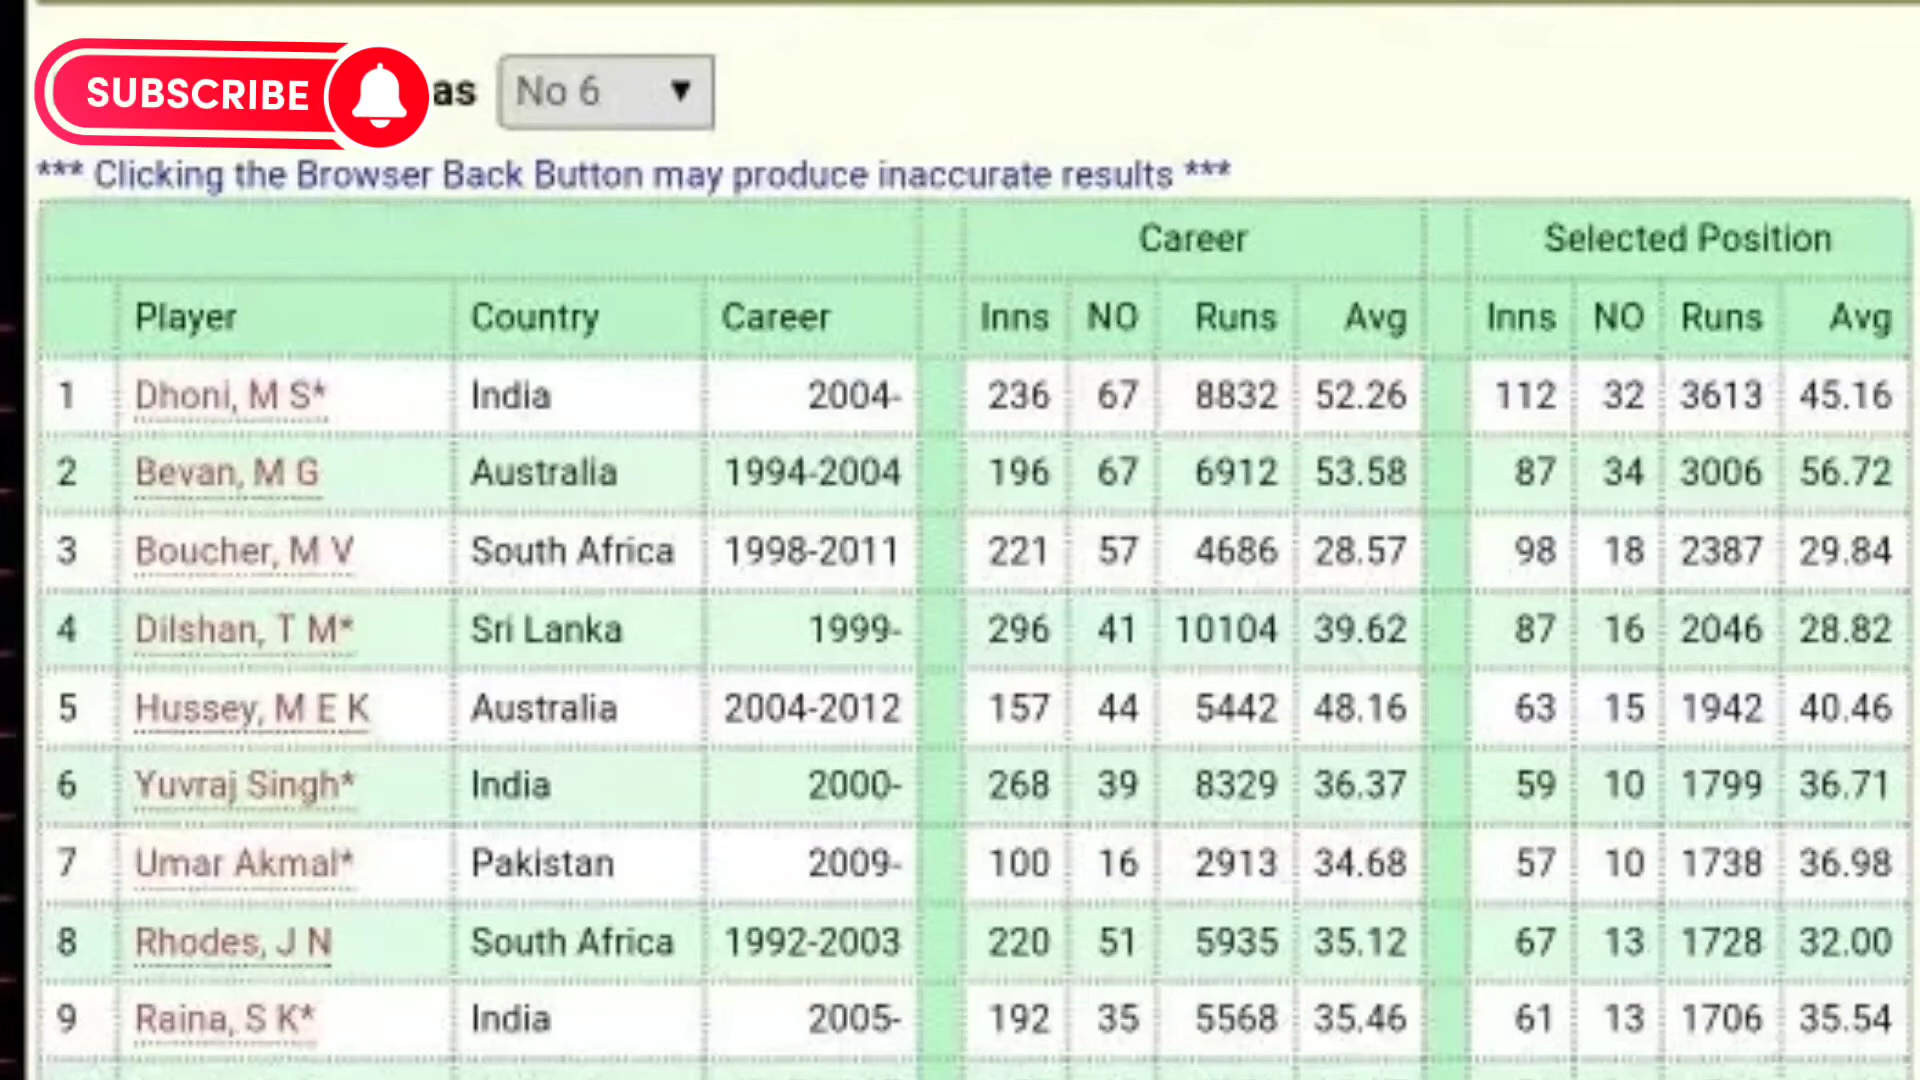 SUBSCRIBE as No 6 ▼
*** Clicking the Browser Back Button may produce inaccurate results ***
Career Selected Position
Player Country Career Inns NO Runs Avg Inns NO Runs Avg
1 Dhoni, M S* India 2004- 236 67 8832 52.26 112 32 3613 45.16
2 Bevan, M G Australia 1994-2004 196 67 6912 53.58 87 34 3006 56.72
3 Boucher, M V South Africa 1998-2011 221 57 4686 28.57 98 18 2387 29.84
4 Dilshan, T M* Sri Lanka 1999- 296 41 10104 39.62 87 16 2046 28.82
5 Hussey, M E K Australia 2004-2012 157 44 5442 48.16 63 15 1942 40.46
6 Yuvraj Singh* India 2000- 268 39 8329 36.37 59 10 1799 36.71
7 Umar Akmal* Pakistan 2009- 100 16 2913 34.68 57 10 1738 36.98
8 Rhodes, J N South Africa 1992-2003 220 51 5935 35.12 67 13 1728 32.00
9 Raina, S K* India 2005- 192 35 5568 35.46 61 13 1706 35.54